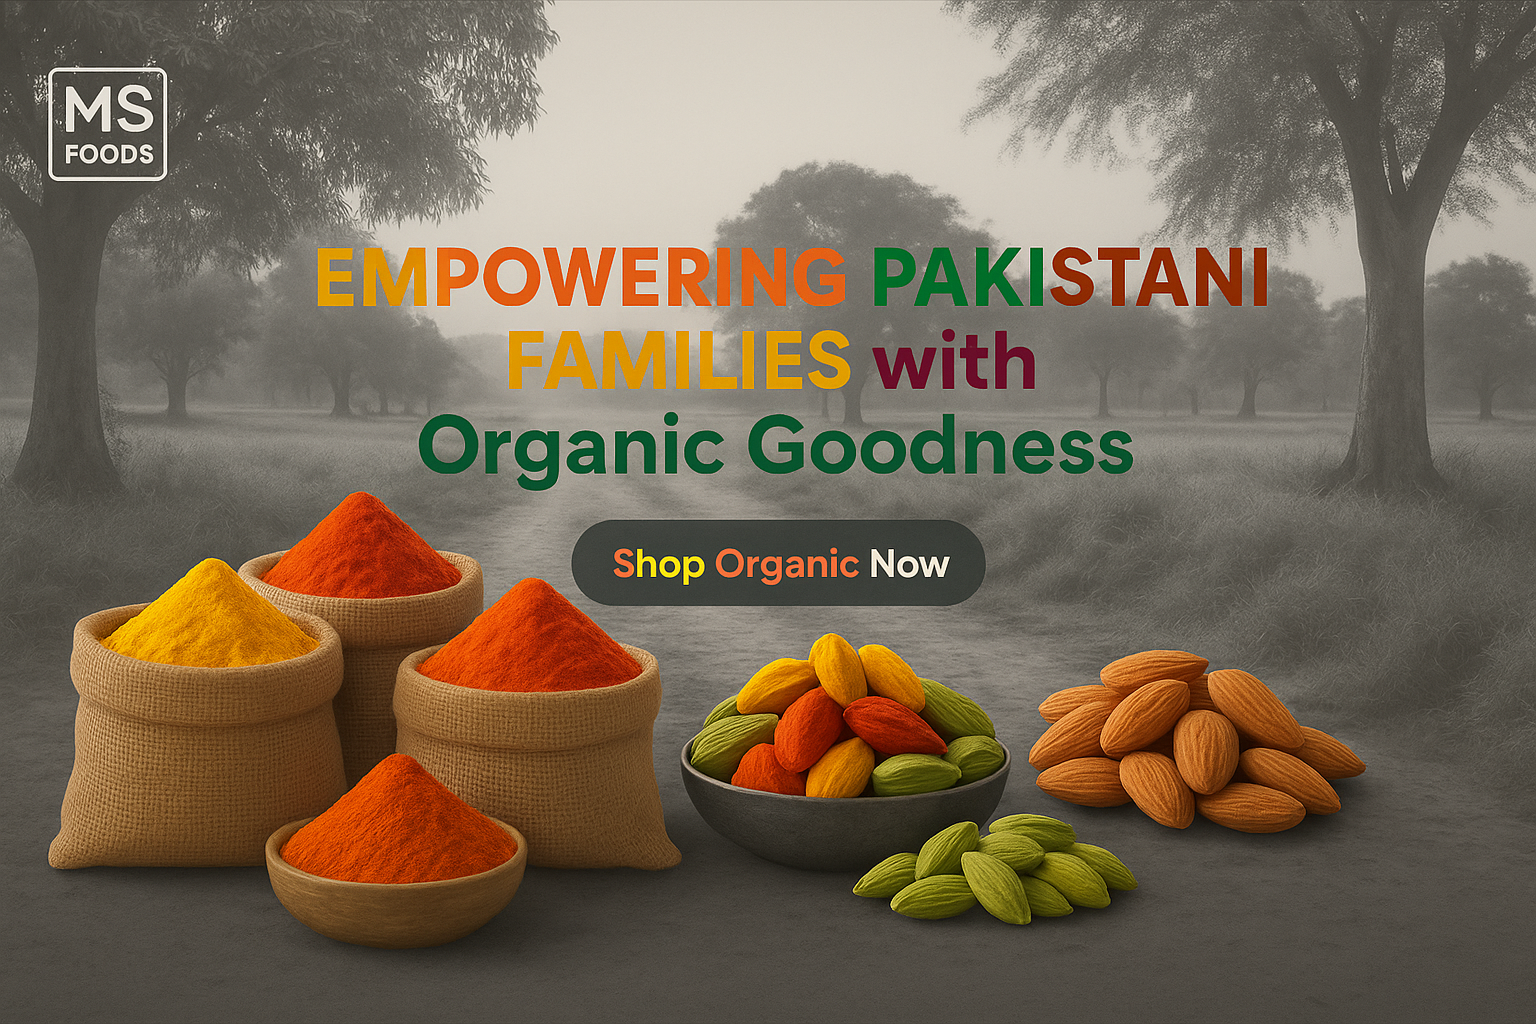 MS
FOODS
EMPOWERING PAKISTANI
FAMILIES with
Organic Goodness
Shop Organic Now